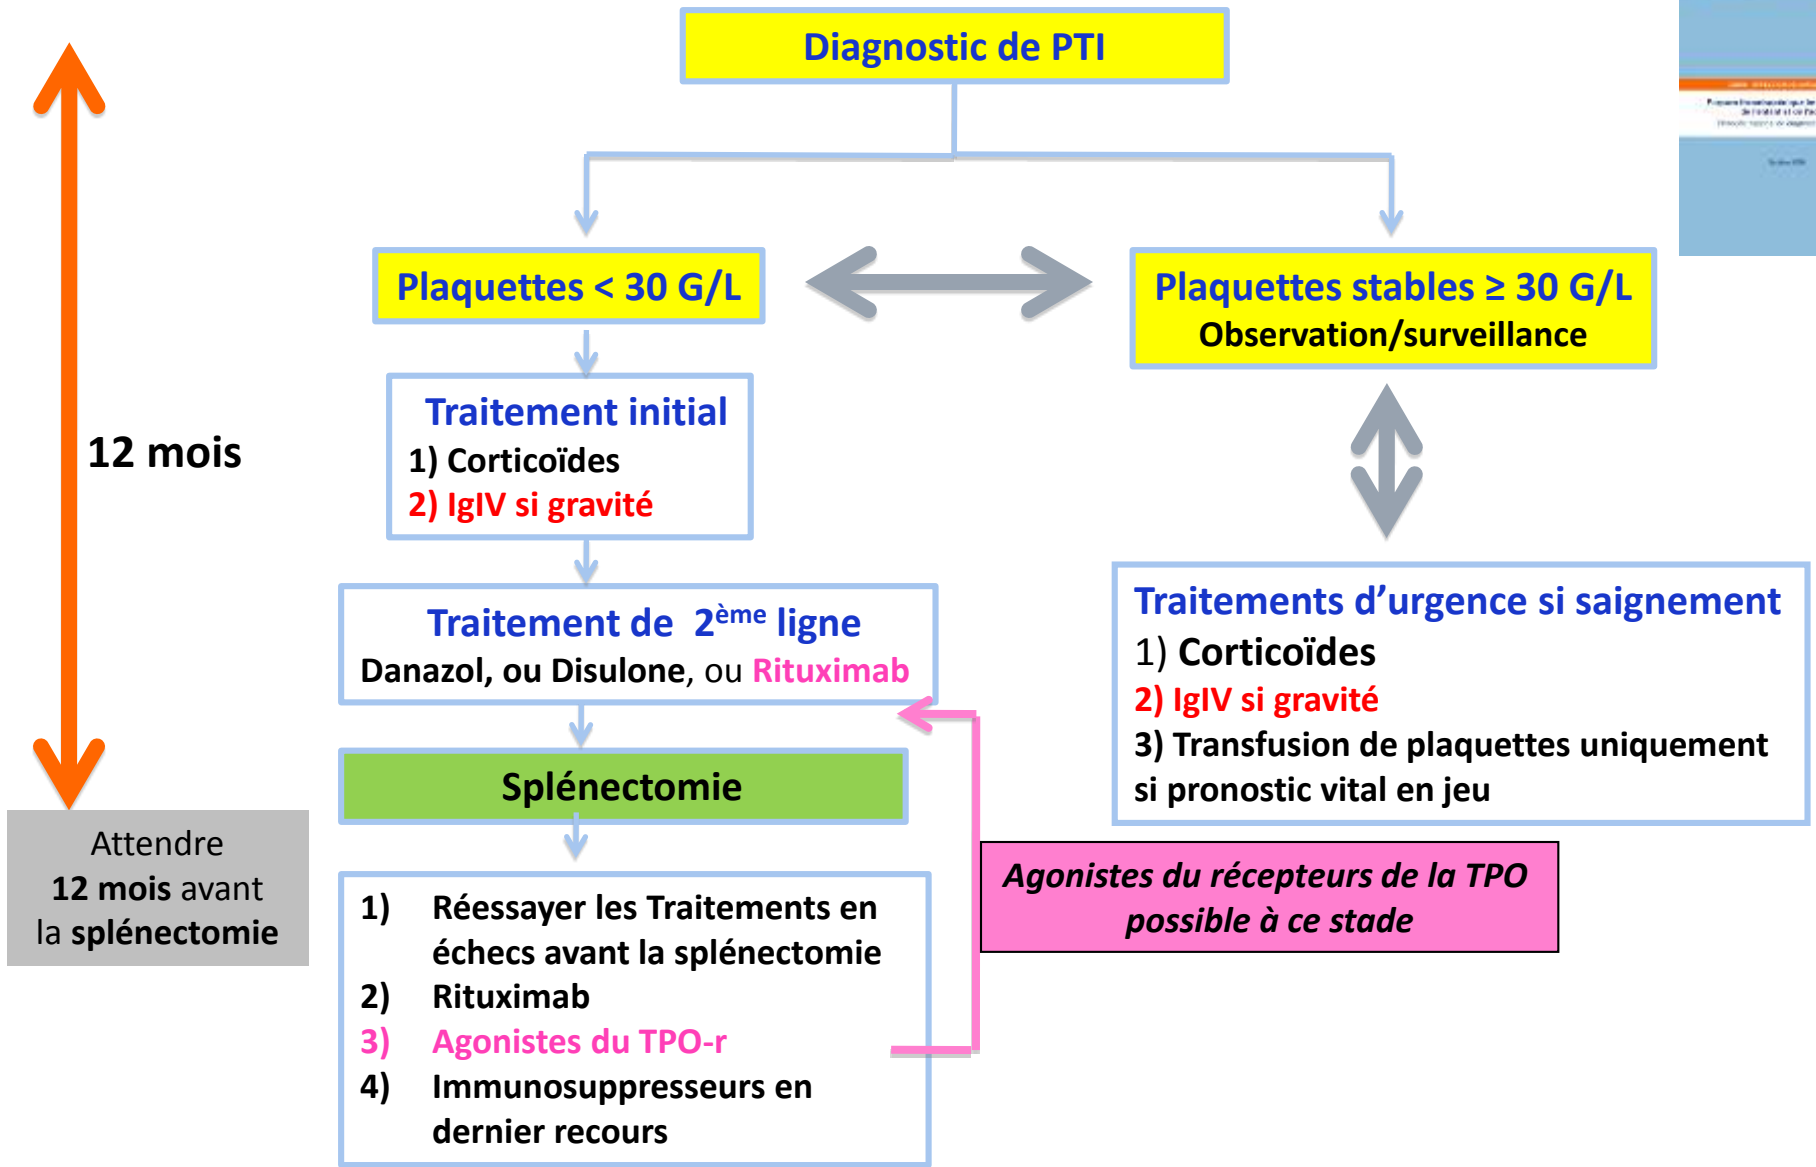 Diagnostic de PTI
Plaquettes < 30 G/L
Plaquettes stables ≥ 30 G/L
Observation/surveillance
12 mois
Traitement initial
1) Corticoïdes
2) IgIV si gravité
Traitement de 2ème ligne
Danazol, ou Disulone, ou Rituximab
Traitements d’urgence si saignement
1) Corticoïdes
2) IgIV si gravité
3) Transfusion de plaquettes uniquement
si pronostic vital en jeu
Splénectomie
Attendre
12 mois avant
la splénectomie
Agonistes du récepteurs de la TPO
possible à ce stade
1) Réessayer les Traitements en
échecs avant la splénectomie
2) Rituximab
3) Agonistes du TPO-r
4) Immunosuppresseurs en
dernier recours